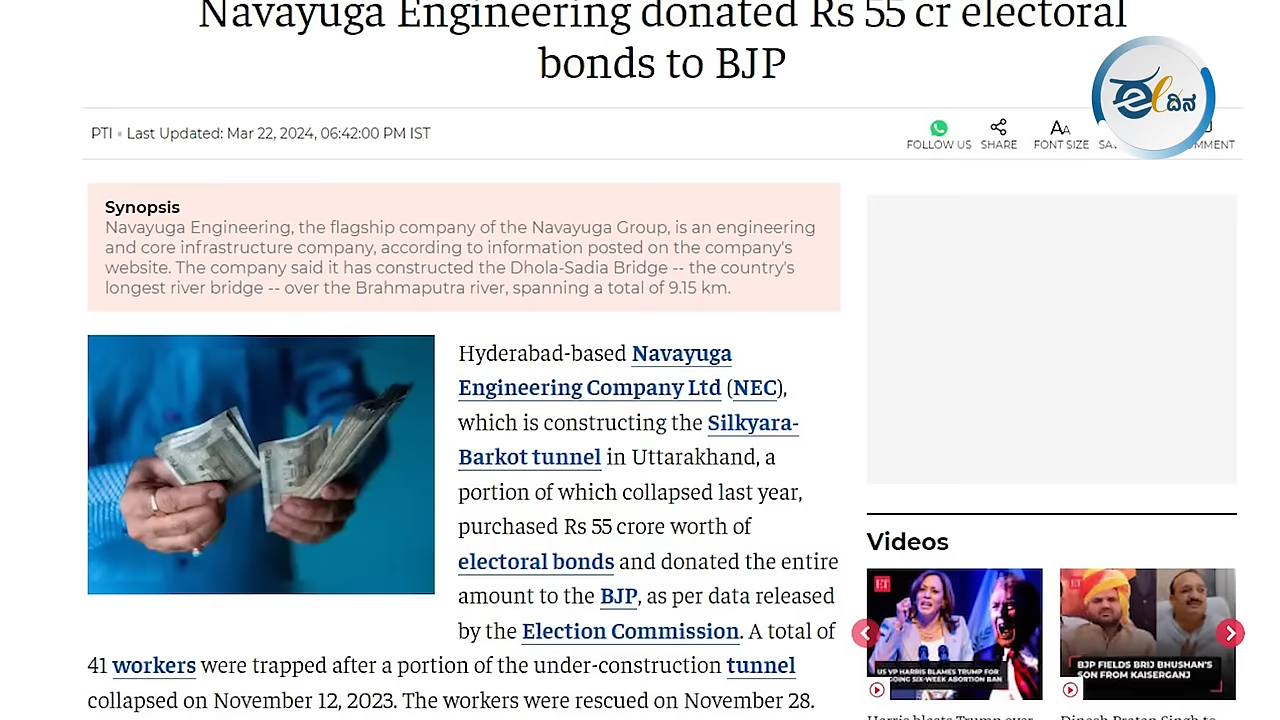 Navayuga Engineering donated Rs 55 cr electoral
bonds to BJP
PTI • Last Updated: Mar 22, 2024, 06:42:00 PM IST
FOLLOW US
SHARE
AA
FONT SIZE
eದಿನ
Synopsis
Navayuga Engineering, the flagship company of the Navayuga Group, is an engineering
and core infrastructure company, according to information posted on the company's
website. The company said it has constructed the Dhola-Sadia Bridge -- the country's
longest river bridge -- over the Brahmaputra river, spanning a total of 9.15 km.
Hyderabad-based Navayuga
Engineering Company Ltd (NEC),
which is constructing the Silkyara-
Barkot tunnel in Uttarakhand, a
portion of which collapsed last year,
purchased Rs 55 crore worth of
electoral bonds and donated the entire
amount to the BJP, as per data released
by the Election Commission. A total of
41 workers were trapped after a portion of the under-construction tunnel
collapsed on November 12, 2023. The workers were rescued on November 28.
Videos
ET
US VP HARRIS BLAMES TRUMP FOR
GOING SIX-WEEK ABORTION BAN
ET
BJP FIELDS BRIJ BHUSHAN'S
SON FROM KAISERGANJ
Harris blasts Trump over
Dinesh Pratap Singh to